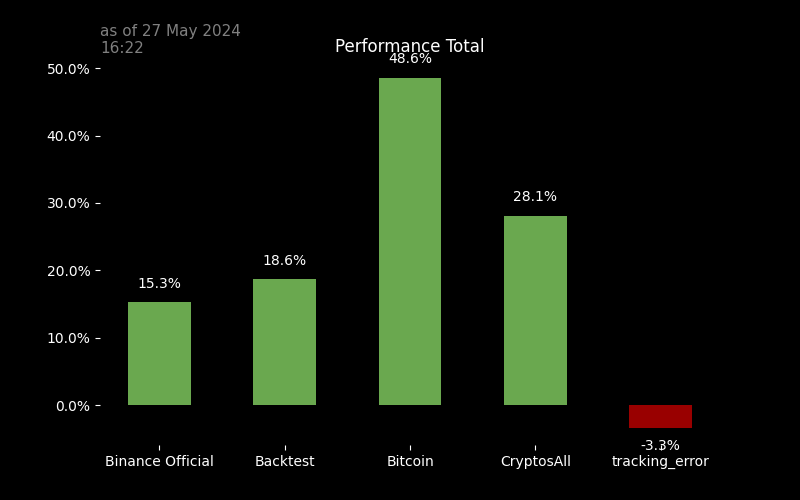 as of 27 May 2024
16:22
Performance Total
50.0%
40.0%
30.0%
20.0%
10.0%
0.0%
15.3%
18.6%
48.6%
28.1%
-3.3%
Binance Official
Backtest
Bitcoin
CryptosAll
tracking_error